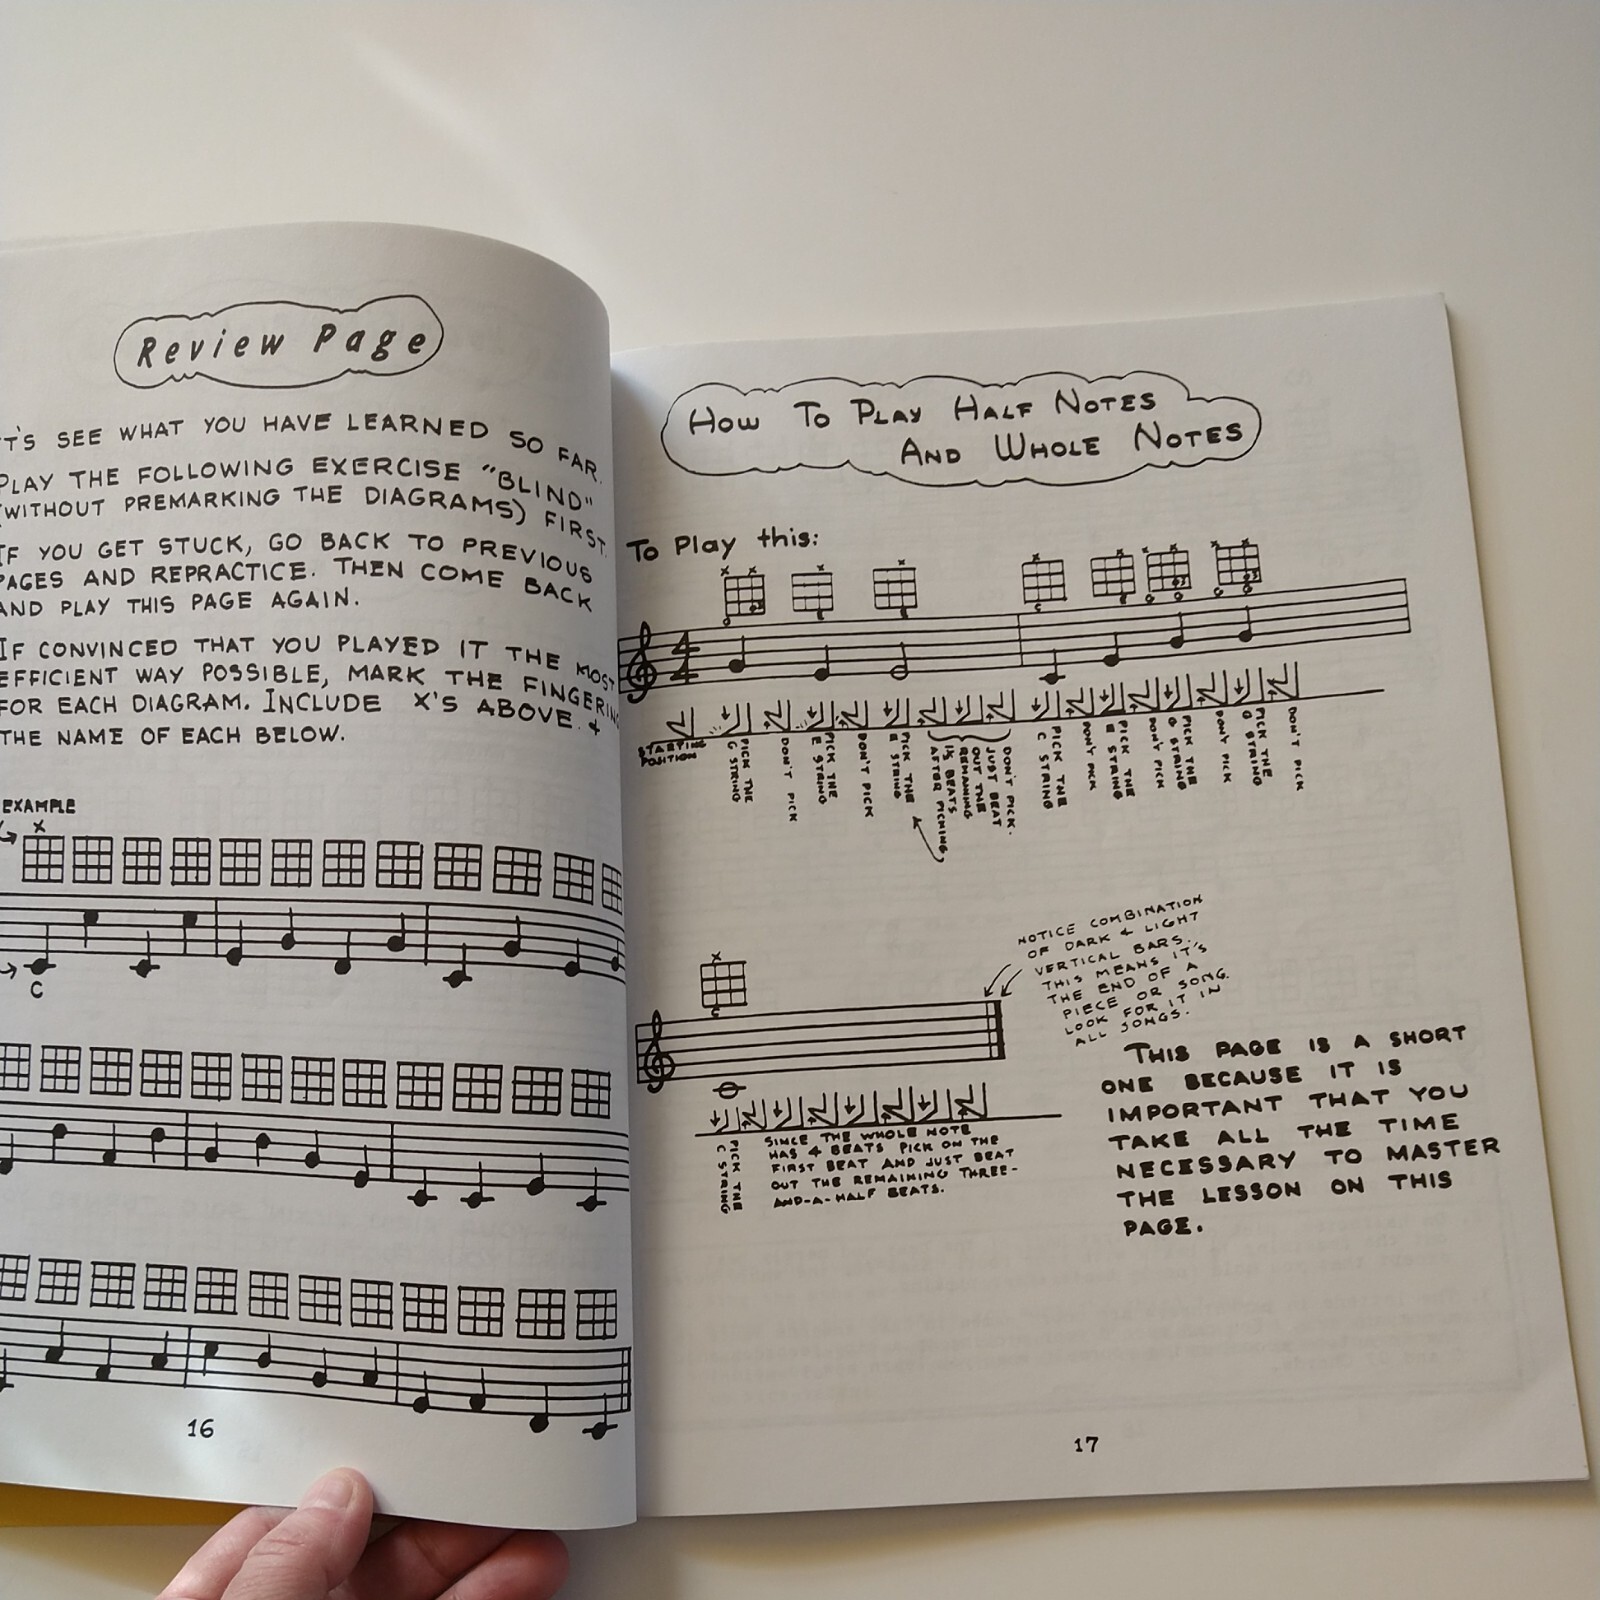 Review Page
T'S SEE WHAT YOU HAVE LEARNED SO FAR.
PLAY THE FOLLOWING EXERCISE "BLIND"
(WITHOUT PREMARKING THE DIAGRAMS) FIRST.
IF YOU GET STUCK, GO BACK TO PREVIOUS
PAGES AND REPRACTICE. THEN COME BACK
AND PLAY THIS PAGE AGAIN.
IF CONVINCED THAT YOU PLAYED IT THE MOST
EFFICIENT WAY POSSIBLE, MARK THE FINGERING
FOR EACH DIAGRAM. INCLUDE X'S ABOVE &
THE NAME OF EACH BELOW.
EXAMPLE
X
C
16
How To Play Half Notes
And Whole Notes
To Play this:
X X X X X X X X X X
4
4
STARTING
POSITION
PICK THE
G STRING
DON'T PICK
PICK THE
E STRING
DON'T PICK
PICK THE
E STRING
DON'T PICK.
JUST BEAT
OUT THE
REMAINING
1½ BEATS
AFTER PICKING
PICK THE
C STRING
DON'T PICK
PICK THE
E STRING
DON'T PICK
PICK THE
G STRING
DON'T PICK
PICK THE
G STRING
DON'T PICK
NOTICE COMBINATION
OF DARK & LIGHT
VERTICAL BARS.
THIS MEANS IT'S
THE END OF A
PIECE OR SONG.
LOOK FOR IT IN
ALL SONGS.
X
PICK THE
C STRING
SINCE THE WHOLE NOTE
HAS 4 BEATS PICK ON THE
FIRST BEAT AND JUST BEAT
OUT THE REMAINING THREE-
AND-A-HALF BEATS.
THIS PAGE IS A SHORT
ONE BECAUSE IT IS
IMPORTANT THAT YOU
TAKE ALL THE TIME
NECESSARY TO MASTER
THE LESSON ON THIS
PAGE.
17